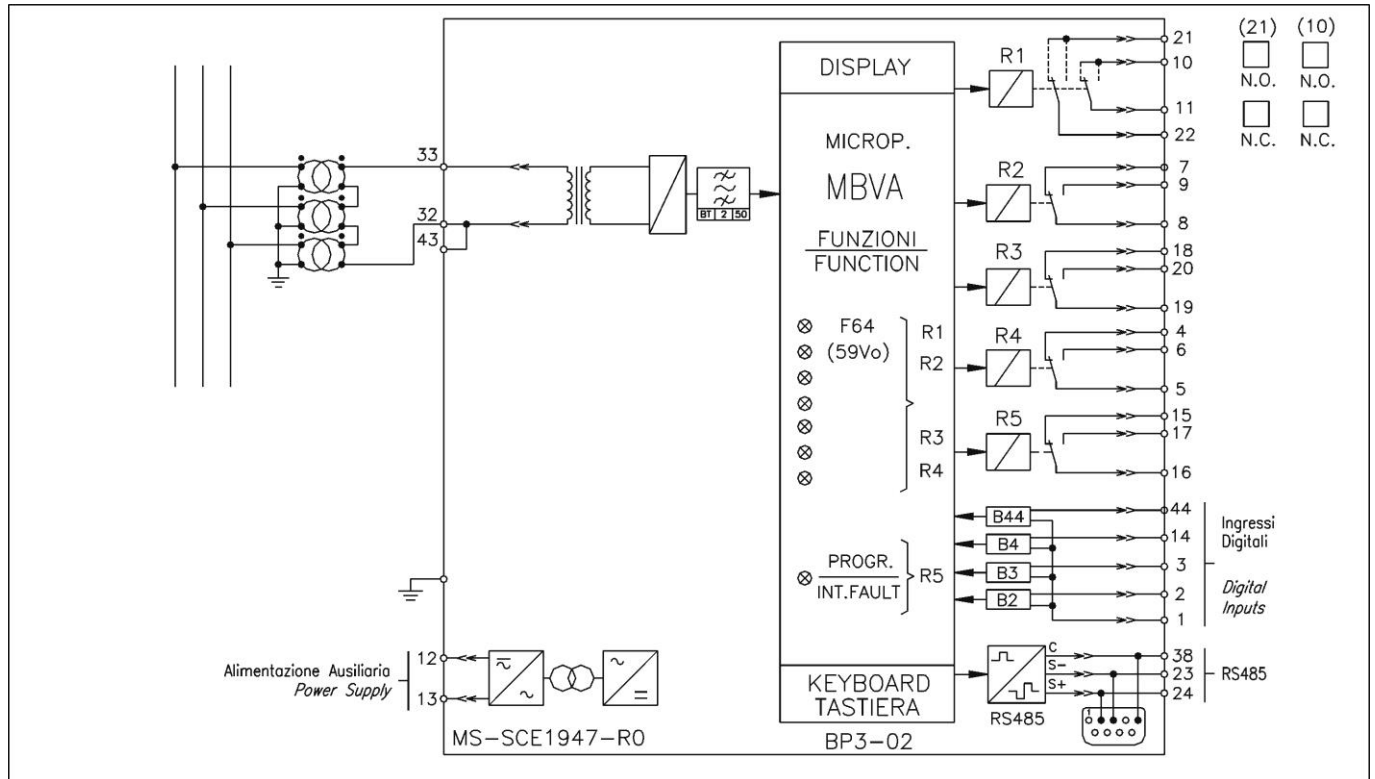 33
32
43
BT 2 50
DISPLAY
MICROP.
MBVA
FUNZIONI
FUNCTION
F64
(59Vo)
R1
R2
R3
R4
PROGR.
INT.FAULT
R5
KEYBOARD
TASTIERA
R1
R2
R3
R4
R5
21
10
11
22
7
9
8
18
20
19
4
6
5
15
17
16
(21) (10)
N.O. N.O.
N.C. N.C.
B44
B4
B3
B2
44
14
3
2
1
Ingressi
Digitali
Digital
Inputs
C
S-
S+
RS485
38
23
24
RS485
1
Alimentazione Ausiliaria
Power Supply
12
13
MS-SCE1947-R0
BP3-02